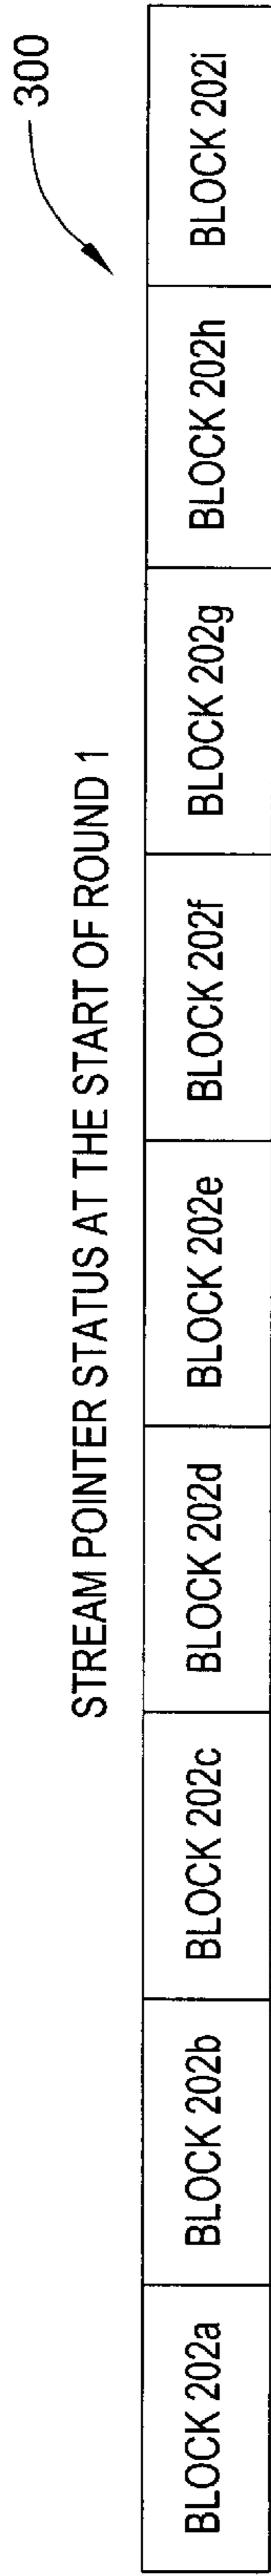 300
STREAM POINTER STATUS AT THE START OF ROUND 1
BLOCK 202a BLOCK 202b BLOCK 202c BLOCK 202d BLOCK 202e BLOCK 202f BLOCK 202g BLOCK 202h BLOCK 202i